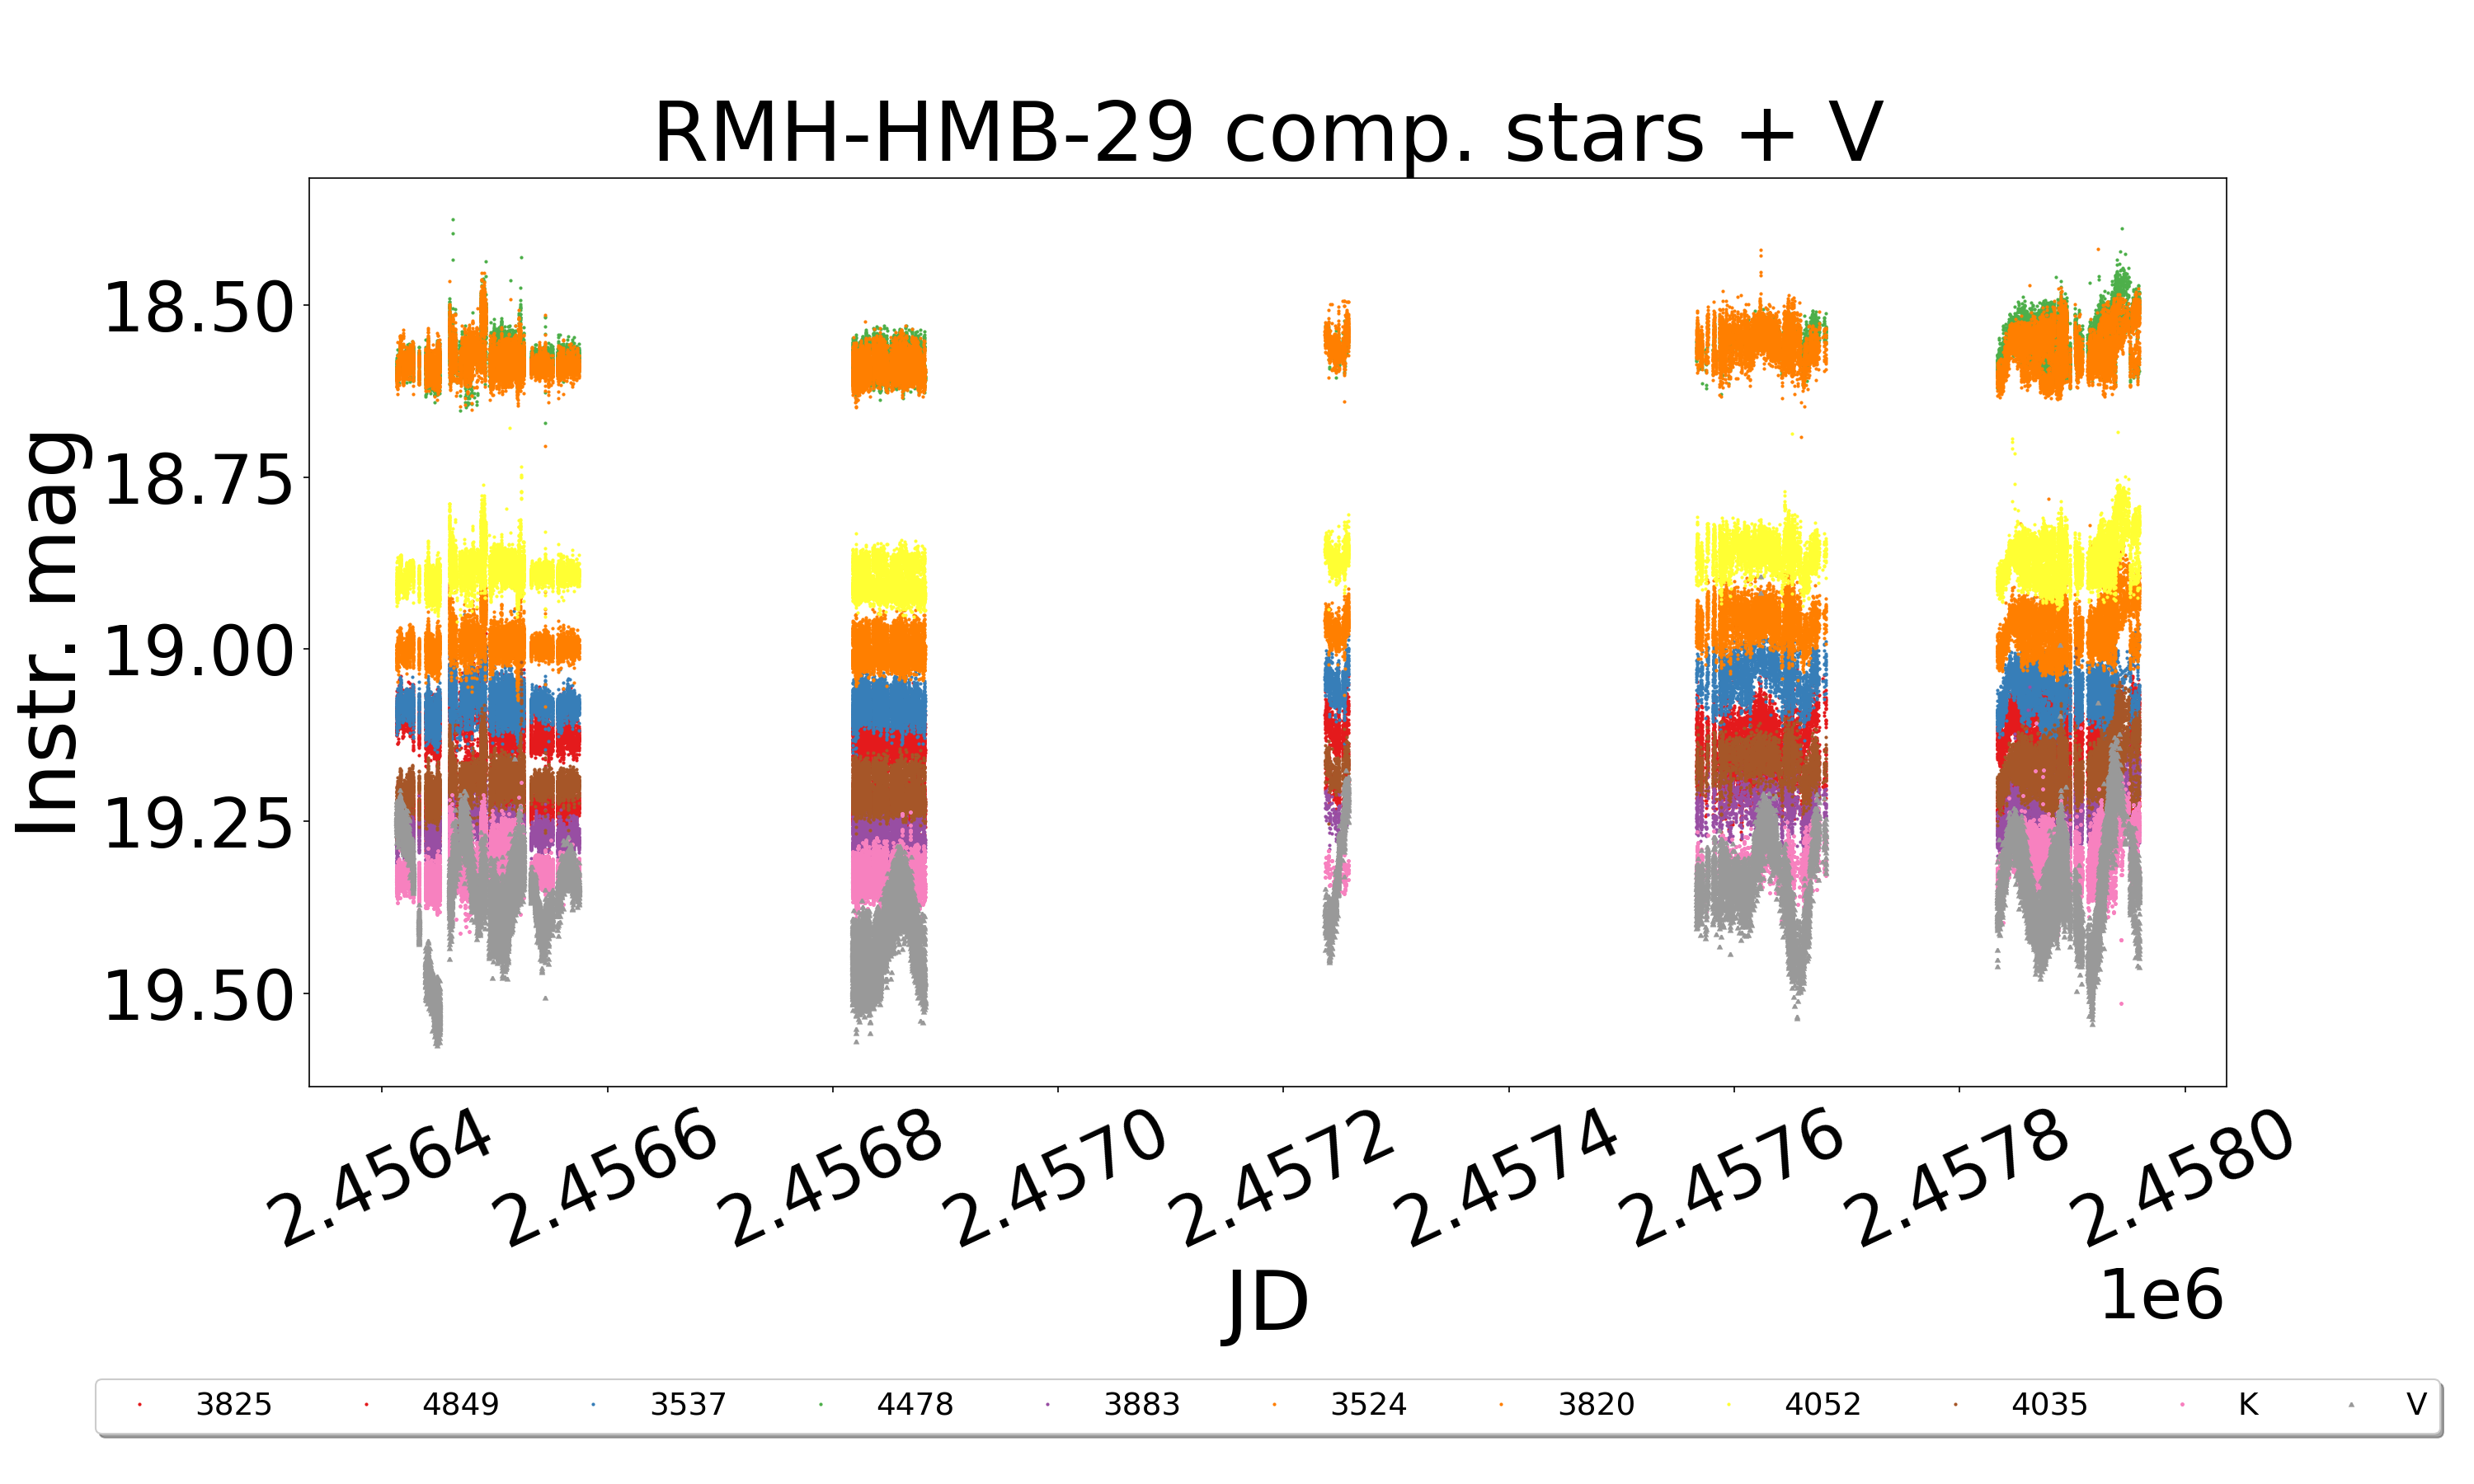 RMH-HMB-29 comp. stars + V
Instr. mag
18.50
18.75
19.00
19.25
19.50
2.4564 2.4566 2.4568 2.4570 2.4572 2.4574 2.4576 2.4578 2.4580
JD
1e6
3825 4849 3537 4478 3883 3524 3820 4052 4035 K V